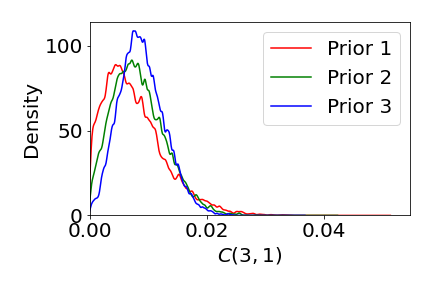 Density
100
50
0
0.00
0.02
0.04
C(3, 1)
Prior 1
Prior 2
Prior 3